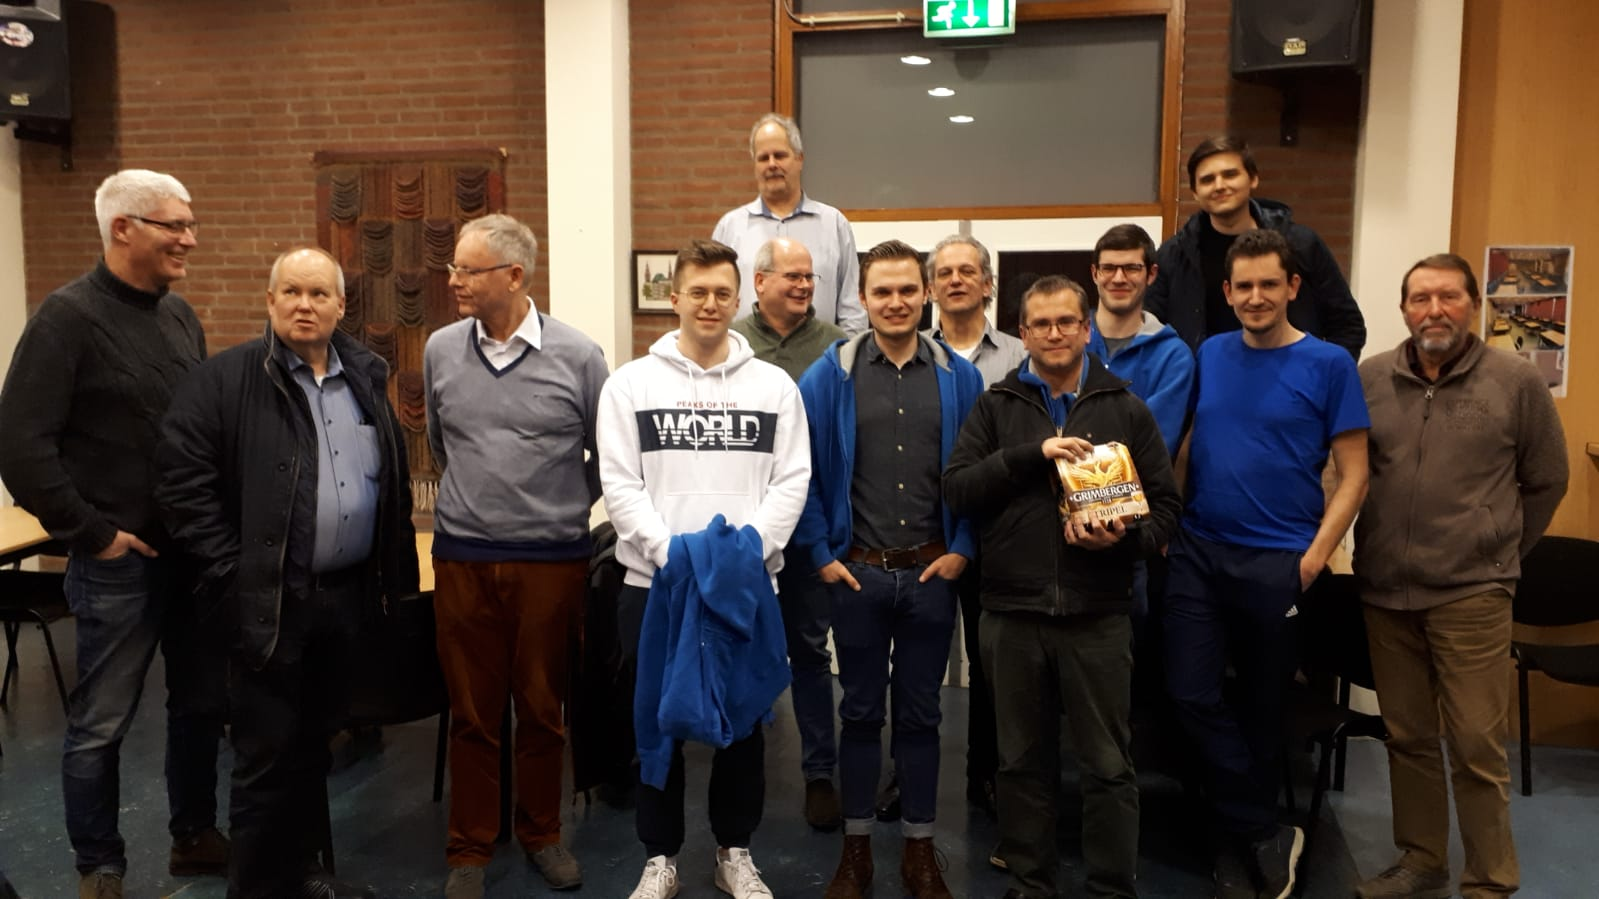 PEAKS OF THE
WORLD
GRIMBERGEN
TRIPEL